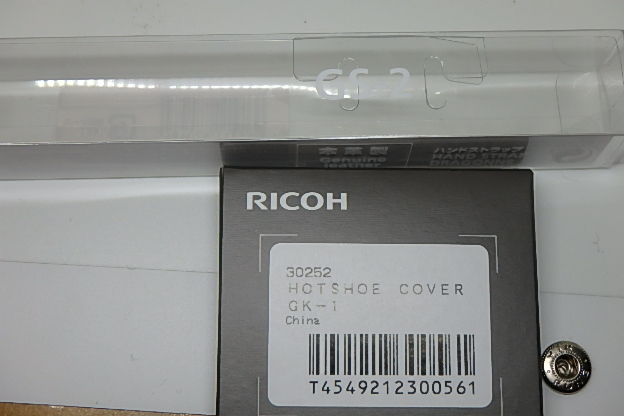 GS-2
本革製
Genuine
leather
ハンドストラップ
HAND STRA
RICOH
30252
HOTSHOE COVER
GK-1
China
T4549212300561